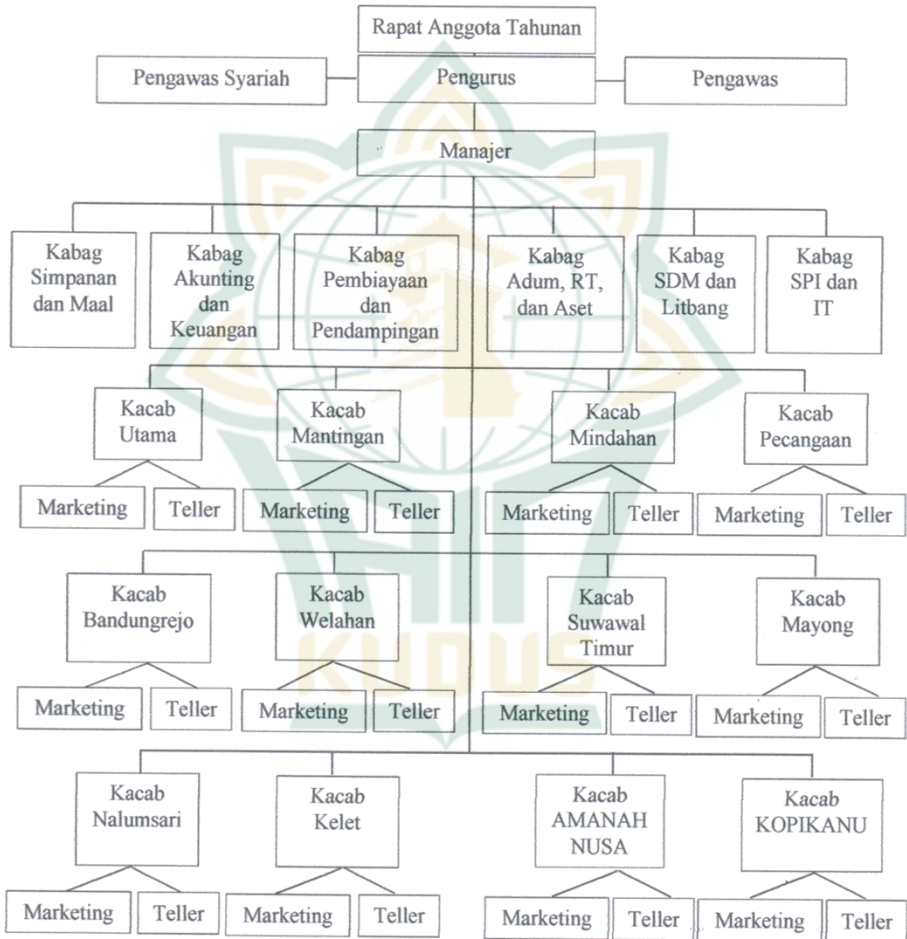 Rapat Anggota Tahunan
Pengawas Syariah
Pengurus
Pengawas
Manajer
Kabag
Simpanan
dan Maal
Kabag
Akunting
dan
Keuangan
Kabag
Pembiayaan
dan
Pendampingan
Kabag
Adum, RT,
dan Aset
Kabag
SDM dan
Litbang
Kabag
SPI dan
IT
Kacab
Utama
Kacab
Mantingan
Kacab
Mindahan
Kacab
Pecangaan
Marketing
Teller
Marketing
Teller
Marketing
Teller
Marketing
Teller
Kacab
Bandungrejo
Kacab
Welahan
Kacab
Suwawal
Timur
Kacab
Mayong
Marketing
Teller
Marketing
Teller
Marketing
Teller
Marketing
Teller
Kacab
Nalumsari
Kacab
Kelet
Kacab
AMANAH
NUSA
Kacab
KOPIKANU
Marketing
Teller
Marketing
Teller
Marketing
Teller
Marketing
Teller
KUDUS